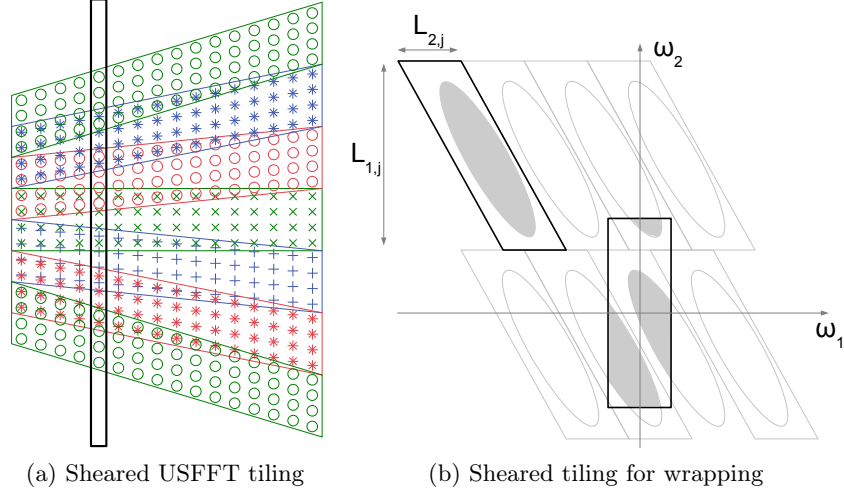 L2,j
ω2
L1,j
ω1
(a) Sheared USFFT tiling
(b) Sheared tiling for wrapping